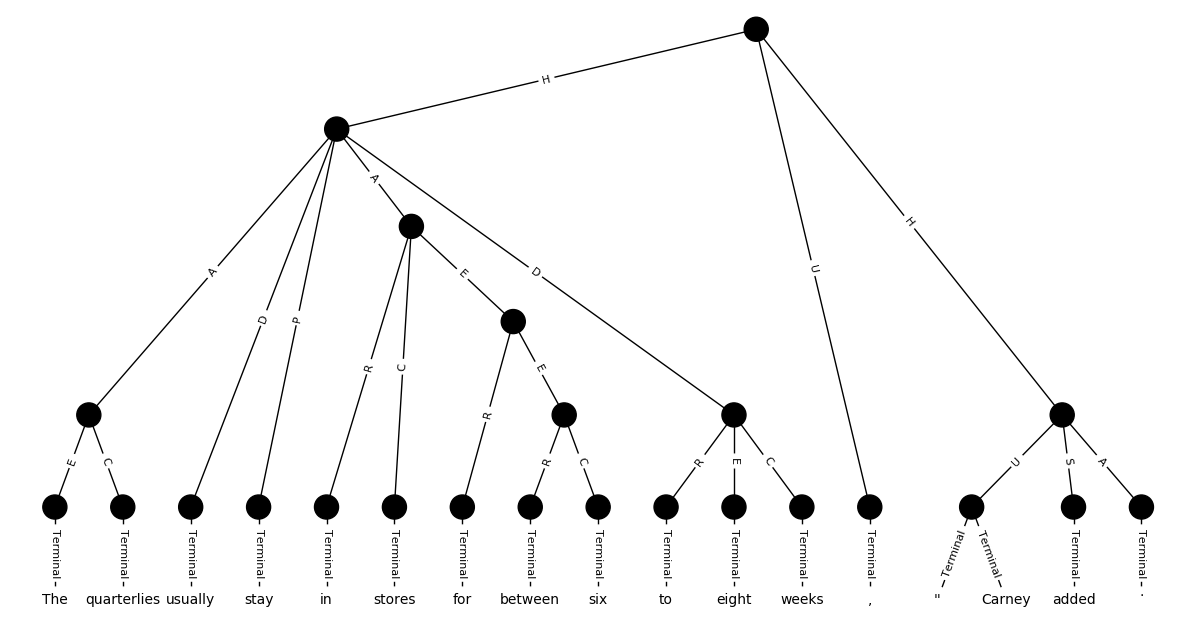 H
A
A
E
D
H
U
D
P
R
C
R
E
E
C
R
C
R
E
C
U
S
A
Terminal Terminal Terminal Terminal Terminal Terminal Terminal Terminal Terminal Terminal Terminal Terminal Terminal Terminal Terminal Terminal Terminal
The quarterlies usually stay in stores for between six to eight weeks , " Carney added .